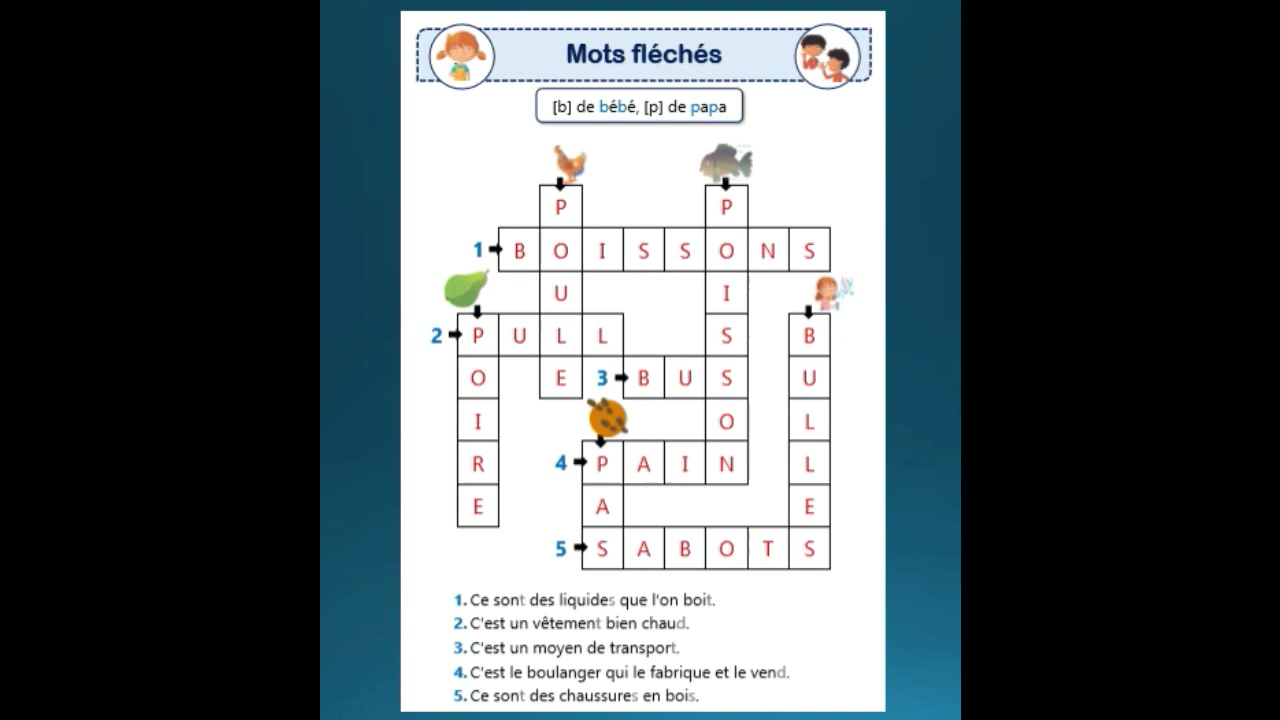 Mots fléchés
[b] de bébé, [p] de papa
P P
1 B O I S S O N S
U I
2 P U L L S B
O E 3 B U S U
I O L
R 4 P A I N L
E A E
5 S A B O T S
1. Ce sont des liquides que l'on boit.
2. C'est un vêtement bien chaud.
3. C'est un moyen de transport.
4. C'est le boulanger qui le fabrique et le vend.
5. Ce sont des chaussures en bois.